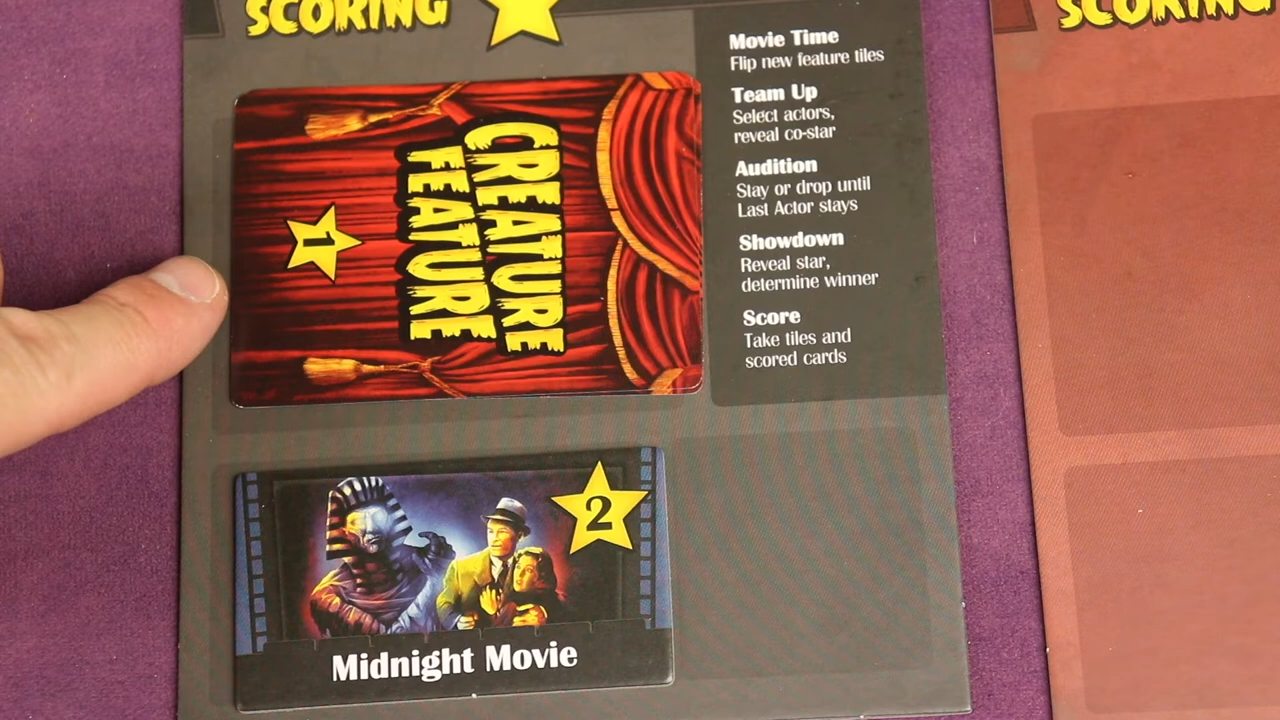 SCORING
SCORING
Movie Time
Flip new feature tiles
Team Up
Select actors,
reveal co-star
Audition
Stay or drop until
Last Actor stays
Showdown
Reveal star,
determine winner
Score
Take tiles and
scored cards
CREATURE
FEATURE
1
2
Midnight Movie